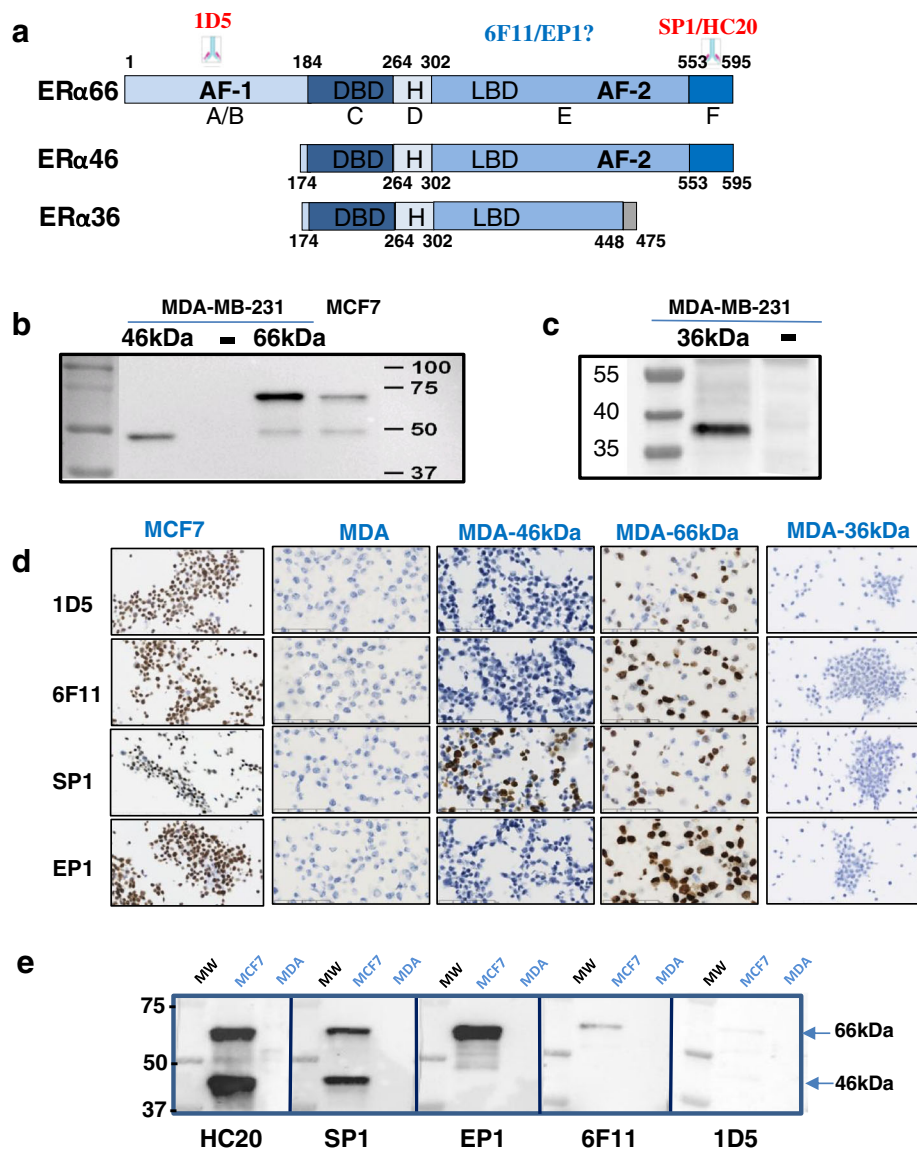 a
1D5
6F11/EP1?
SP1/HC20
1 184 264 302 553 595
ERα66 AF-1 DBD H LBD AF-2
A/B C D E F
ERα46 DBD H LBD AF-2
174 264 302 553 595
ERα36 DBD H LBD
174 264 302 448 475
b
MDA-MB-231 MCF7
46kDa - 66kDa
100
75
50
37
c
MDA-MB-231
36kDa -
55
40
35
d
MCF7 MDA MDA-46kDa MDA-66kDa MDA-36kDa
1D5
6F11
SP1
EP1
e
MW MCF7 MDA MW MCF7 MDA MW MCF7 MDA MW MCF7 MDA MW MCF7 MDA
75
66kDa
50
46kDa
37
HC20 SP1 EP1 6F11 1D5